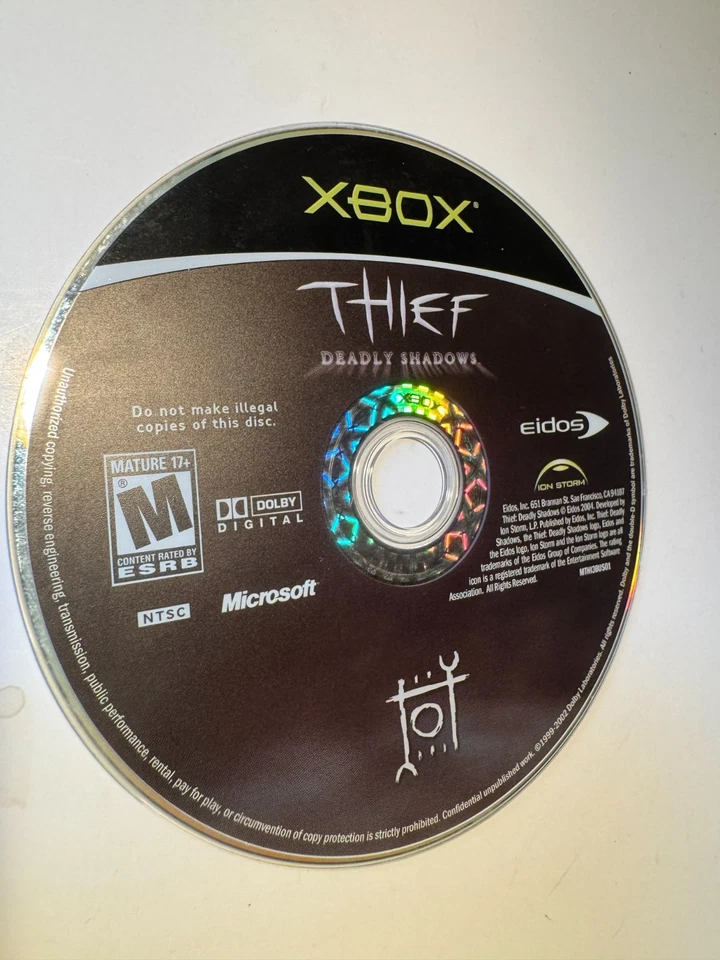 XBOX®
THIEF
DEADLY SHADOWS
XBOX
Do not make illegal
copies of this disc.
eidos
ION STORM
MATURE 17+
M®
CONTENT RATED BY
ESRB
DOLBY
DIGITAL
NTSC
Microsoft®
Eidos, Inc. 651 Brannan St. San Francisco, CA 94107
Thief: Deadly Shadows © Eidos 2004. Developed by
Ion Storm, L.P. Published by Eidos, Inc. Thief: Deadly
Shadows, the Thief: Deadly Shadows logo, Eidos and
the Eidos logo, Ion Storm and the Ion Storm logo are all
trademarks of the Eidos Group of Companies. The rating
icon is a registered trademark of the Entertainment Software
Association. All Rights Reserved.
MTHI3BUS01
Unauthorized copying, reverse engineering, transmission, public performance, rental, pay for play, or circumvention of copy protection is strictly prohibited. Confidential unpublished work. ©1999-2002 Dolby Laboratories. All rights reserved. Dolby and the double-D symbol are trademarks of Dolby Laboratories.